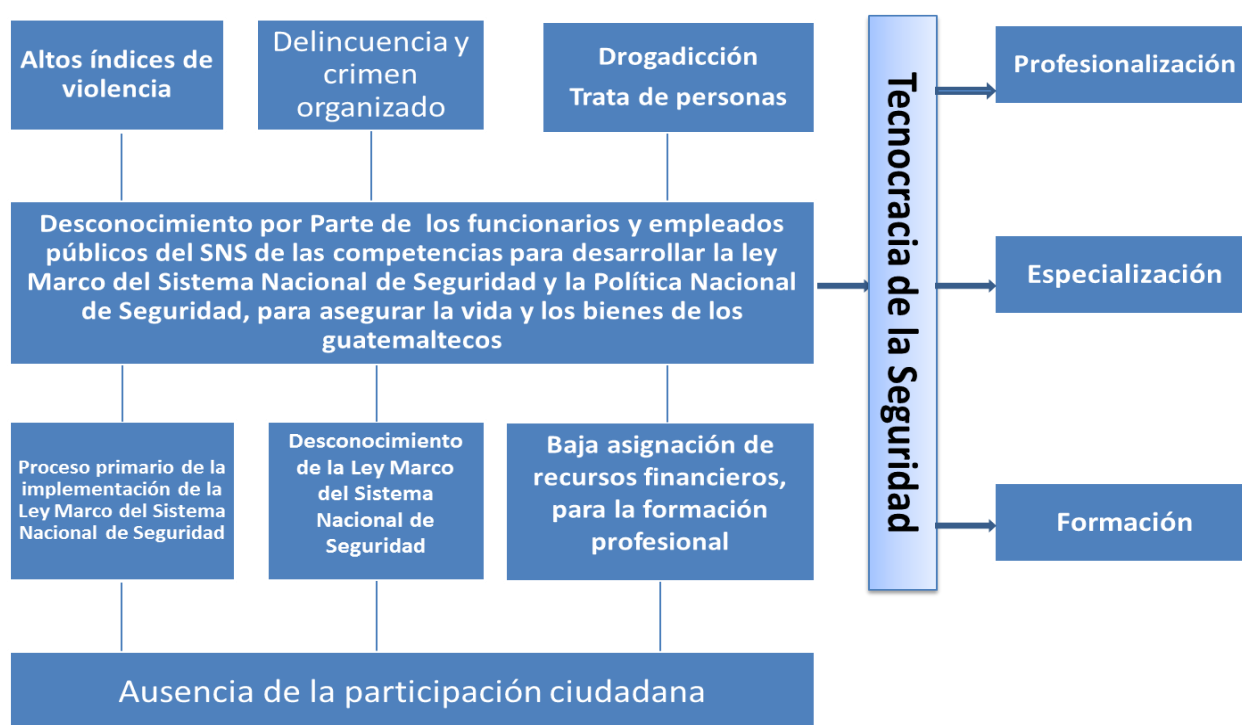 Altos índices de
violencia
Delincuencia y
crimen
organizado
Drogadicción
Trata de personas
Desconocimiento por Parte de los funcionarios y empleados
públicos del SNS de las competencias para desarrollar la ley
Marco del Sistema Nacional de Seguridad y la Política Nacional
de Seguridad, para asegurar la vida y los bienes de los
guatemaltecos
Proceso primario de la
implementación de la
Ley Marco del Sistema
Nacional de Seguridad
Desconocimiento
de la Ley Marco
del Sistema
Nacional de
Seguridad
Baja asignación de
recursos financieros,
para la formación
profesional
Ausencia de la participación ciudadana
Tecnocracia de la Seguridad
Profesionalización
Especialización
Formación